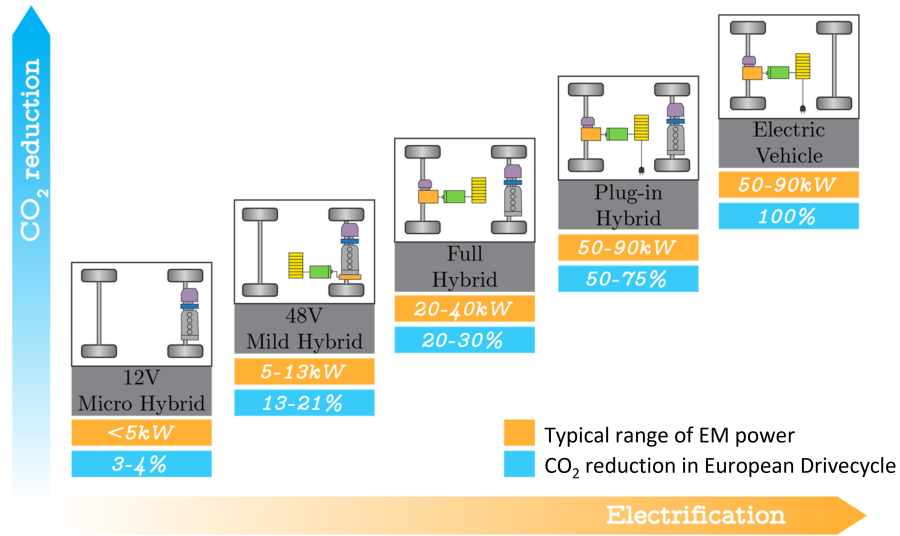 CO2 reduction
12V
Micro Hybrid
<5kW
3-4%
48V
Mild Hybrid
5-13kW
13-21%
Full
Hybrid
20-40kW
20-30%
Plug-in
Hybrid
50-90kW
50-75%
Electric
Vehicle
50-90kW
100%
Typical range of EM power
CO2 reduction in European Drivecycle
Electrification